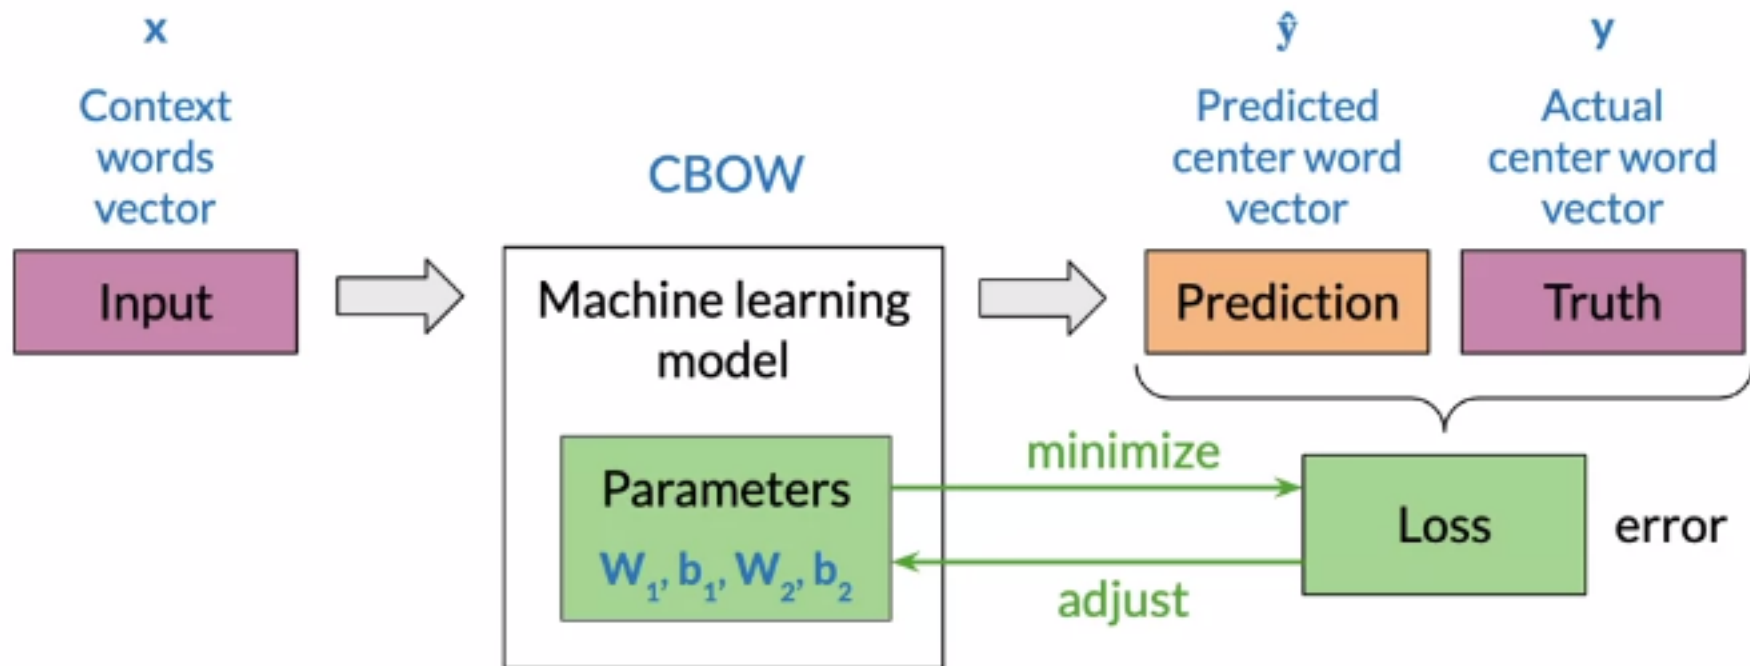 x
Context
words
vector
Input
CBOW
Machine learning
model
Parameters
W1, b1, W2, b2
ŷ
Predicted
center word
vector
Prediction
y
Actual
center word
vector
Truth
minimize
adjust
Loss
error